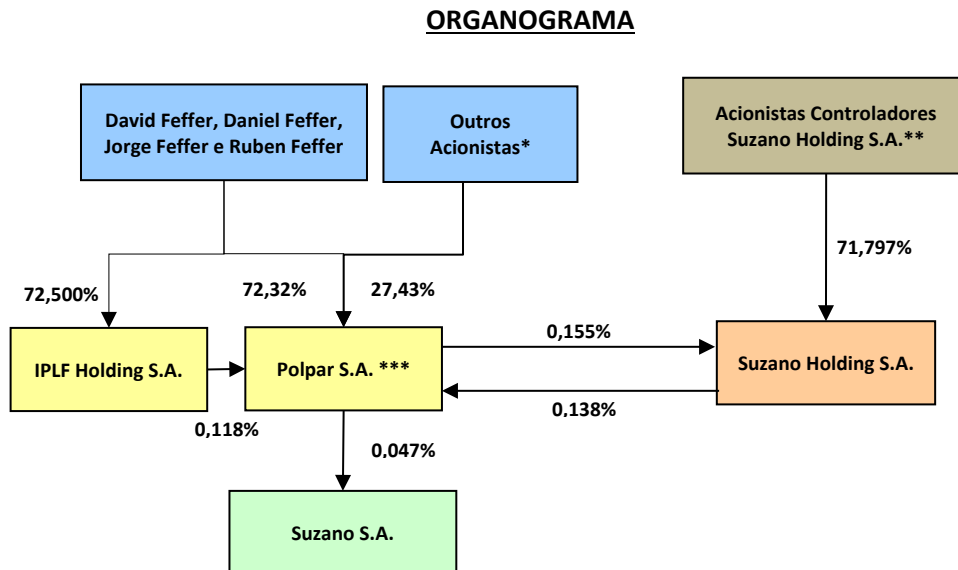 ORGANOGRAMA
David Feffer, Daniel Feffer,
Jorge Feffer e Ruben Feffer
Outros
Acionistas*
Acionistas Controladores
Suzano Holding S.A.**
71,797%
72,500%
72,32%
27,43%
0,155%
IPLF Holding S.A.
Polpar S.A. ***
Suzano Holding S.A.
0,138%
0,118%
0,047%
Suzano S.A.